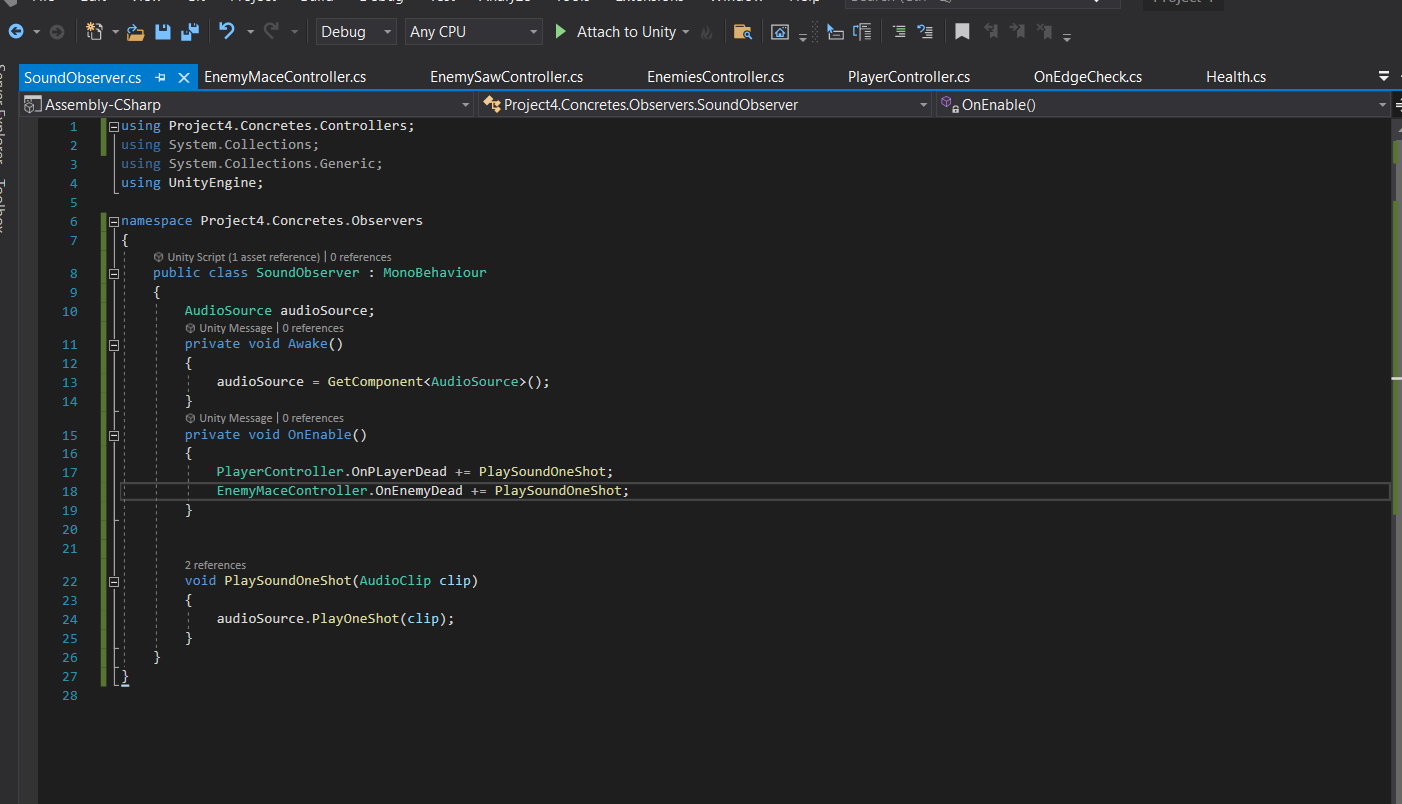 Debug Any CPU Attach to Unity
SoundObserver.cs EnemyMaceController.cs EnemySawController.cs EnemiesController.cs PlayerController.cs OnEdgeCheck.cs Health.cs
Assembly-CSharp Project4.Concretes.Observers.SoundObserver OnEnable()
1 using Project4.Concretes.Controllers;
2 using System.Collections;
3 using System.Collections.Generic;
4 using UnityEngine;
5
6 namespace Project4.Concretes.Observers
7 {
Unity Script (1 asset reference) | 0 references
8 public class SoundObserver : MonoBehaviour
9 {
10 AudioSource audioSource;
Unity Message | 0 references
11 private void Awake()
12 {
13 audioSource = GetComponent<AudioSource>();
14 }
Unity Message | 0 references
15 private void OnEnable()
16 {
17 PlayerController.OnPLayerDead += PlaySoundOneShot;
18 EnemyMaceController.OnEnemyDead += PlaySoundOneShot;
19 }
20
21
2 references
22 void PlaySoundOneShot(AudioClip clip)
23 {
24 audioSource.PlayOneShot(clip);
25 }
26 }
27 }
28